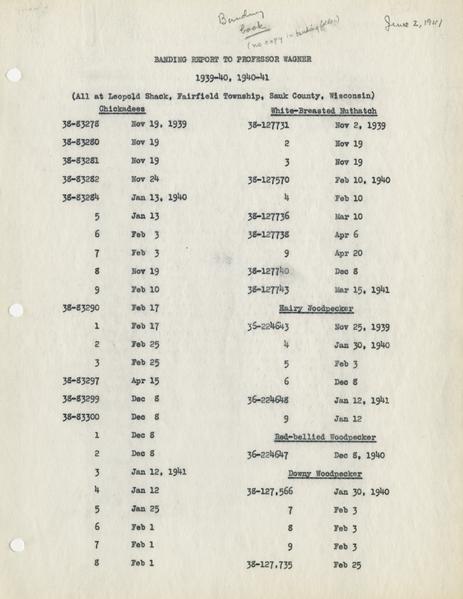 Banding book
(no copy in banding folder)
June 2, 1941
BANDING REPORT TO PROFESSOR WAGNER
1939-40, 1940-41
(All at Leopold Shack, Fairfield Township, Sauk County, Wisconsin)
Chickadees
38-83278 Nov 19, 1939
38-83280 Nov 19
38-83281 Nov 19
38-83282 Nov 24
38-83284 Jan 13, 1940
5 Jan 13
6 Feb 3
7 Feb 3
8 Nov 19
9 Feb 10
38-83290 Feb 17
1 Feb 17
2 Feb 25
3 Feb 25
38-83297 Apr 15
38-83299 Dec 8
38-83300 Dec 8
1 Dec 8
2 Dec 8
3 Jan 12, 1941
4 Jan 12
5 Jan 25
6 Feb 1
7 Feb 1
8 Feb 1
White-Breasted Nuthatch
38-127731 Nov 2, 1939
2 Nov 19
3 Nov 19
38-127570 Feb 10, 1940
4 Feb 10
38-127736 Mar 10
38-127738 Apr 6
9 Apr 20
38-127740 Dec 8
38-127743 Mar 15, 1941
Hairy Woodpecker
36-224643 Nov 25, 1939
4 Jan 30, 1940
5 Feb 3
6 Dec 8
36-224648 Jan 12, 1941
9 Jan 12
Red-bellied Woodpecker
36-224647 Dec 8, 1940
Downy Woodpecker
38-127,566 Jan 30, 1940
7 Feb 3
8 Feb 3
9 Feb 3
38-127,735 Feb 25